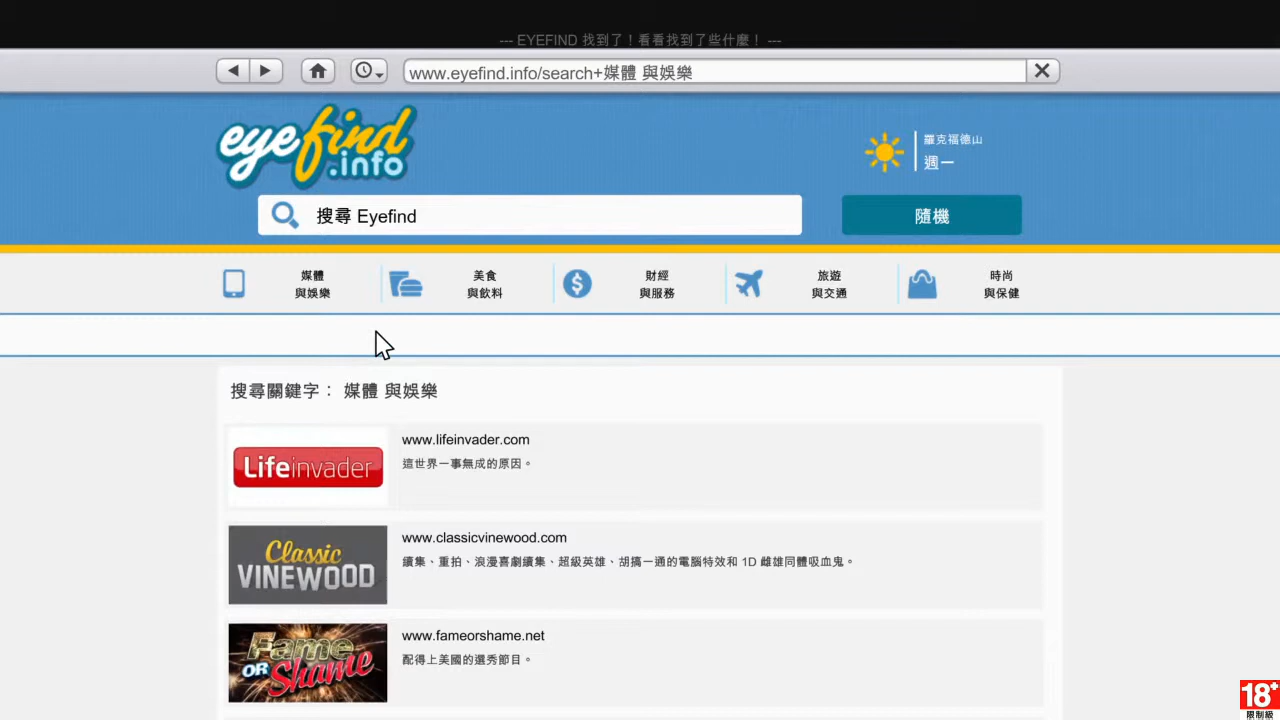 --- EYEFIND 找到了！看看找到了些什麼！ ---
www.eyefind.info/search+媒體 與娛樂
eyefind
.info
羅克福德山
週一
搜尋 Eyefind
隨機
媒體
與娛樂
美食
與飲料
財經
與服務
旅遊
與交通
時尚
與保健
搜尋關鍵字： 媒體 與娛樂
Lifeinvader
www.lifeinvader.com
這世界一事無成的原因。
Classic
VINEWOOD
www.classicvinewood.com
續集、重拍、浪漫喜劇續集、超級英雄、胡搞一通的電腦特效和 1D 雌雄同體吸血鬼。
Fame
OR Shame
www.fameorshame.net
配得上美國的選秀節目。
18+
限制級